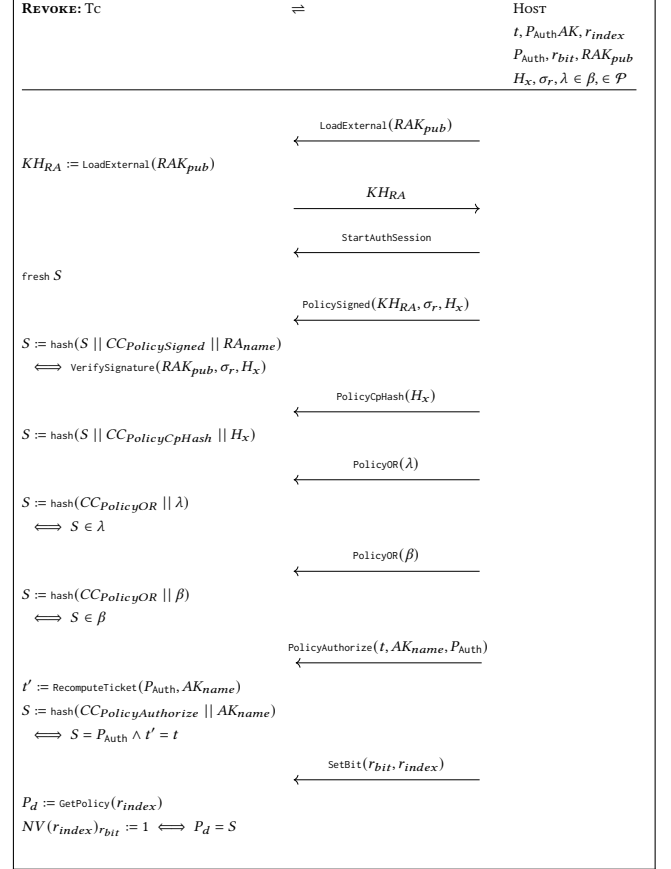 REVOKE: TC ⇌ HOST
t, P_Auth AK, r_index
P_Auth, r_bit, RAK_pub
H_x, σ_r, λ ∈ β, ∈ 𝒫
LoadExternal(RAK_pub)
KH_RA := LoadExternal(RAK_pub)
KH_RA
StartAuthSession
fresh S
PolicySigned(KH_RA, σ_r, H_x)
S := hash(S || CC_PolicySigned || RA_name)
⟺ VerifySignature(RAK_pub, σ_r, H_x)
PolicyCpHash(H_x)
S := hash(S || CC_PolicyCpHash || H_x)
PolicyOR(λ)
S := hash(CC_PolicyOR || λ)
⟺ S ∈ λ
PolicyOR(β)
S := hash(CC_PolicyOR || β)
⟺ S ∈ β
PolicyAuthorize(t, AK_name, P_Auth)
t′ := RecomputeTicket(P_Auth, AK_name)
S := hash(CC_PolicyAuthorize || AK_name)
⟺ S = P_Auth ∧ t′ = t
SetBit(r_bit, r_index)
P_d := GetPolicy(r_index)
NV(r_index)_r_bit := 1 ⟺ P_d = S